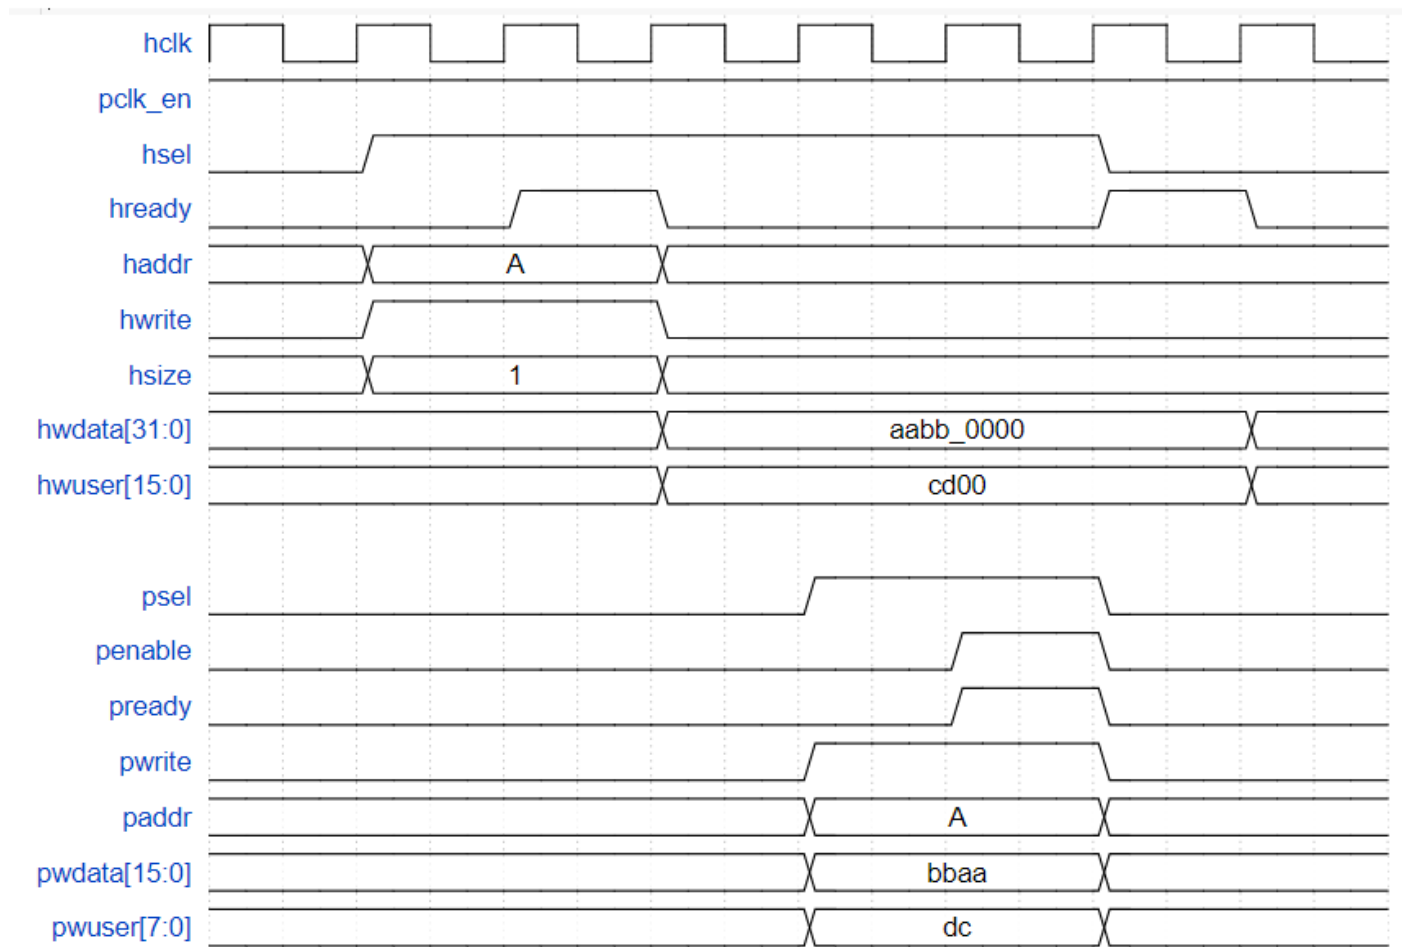 hclk
pclk_en
hsel
hready
haddr A
hwrite
hsize 1
hwdata[31:0] aabb_0000
hwuser[15:0] cd00
psel
penable
pready
pwrite
paddr A
pwdata[15:0] bbaa
pwuser[7:0] dc